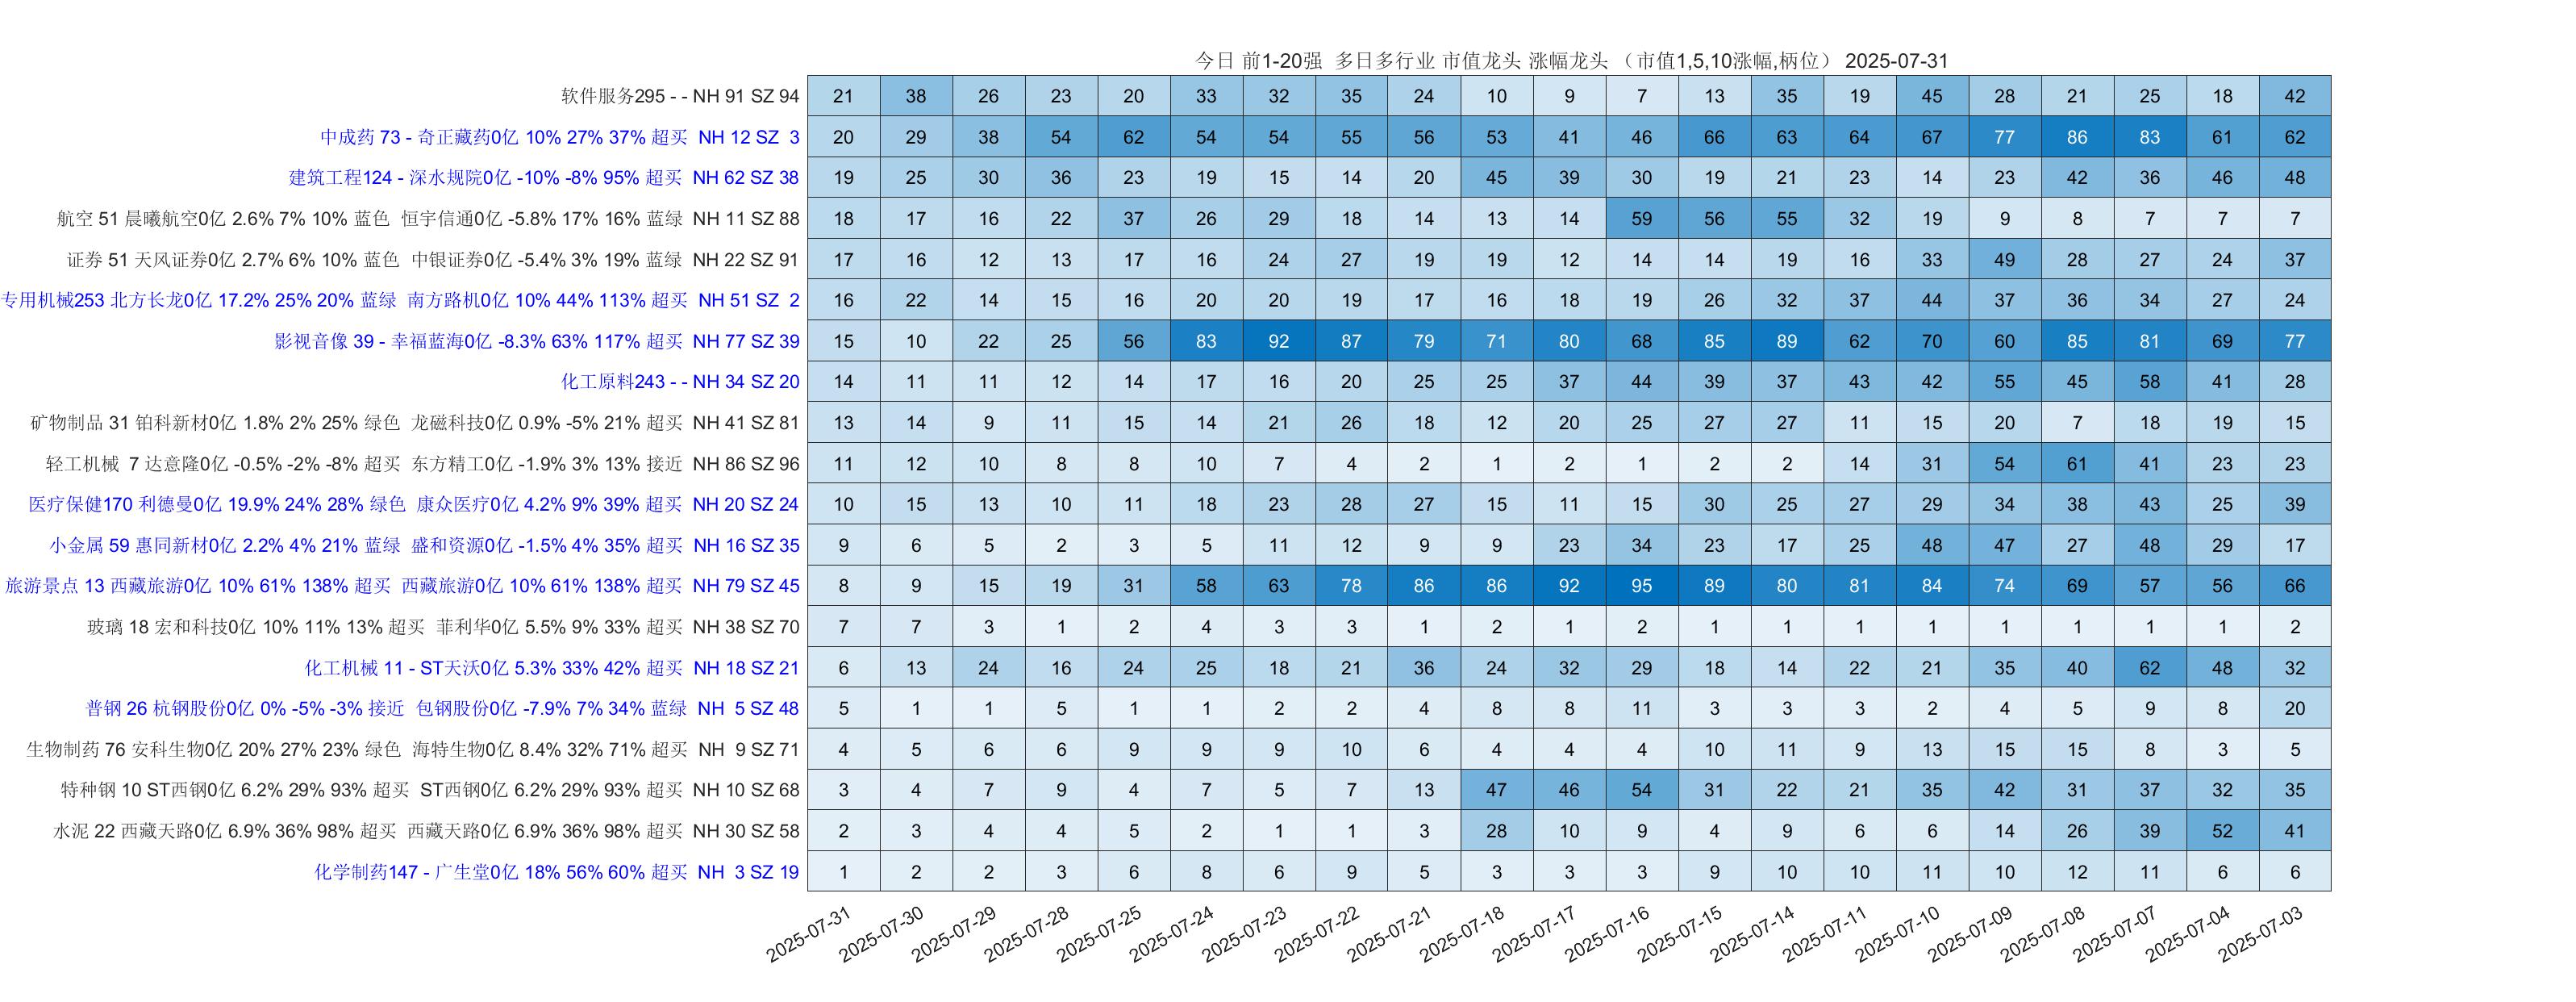 今日 前1-20强 多日多行业 市值龙头 涨幅龙头 （市值1,5,10涨幅,柄位） 2025-07-31
软件服务295 - - NH 91 SZ 94 21 38 26 23 20 33 32 35 24 10 9 7 13 35 19 45 28 21 25 18 42
中成药 73 - 奇正藏药0亿 10% 27% 37% 超买 NH 12 SZ 3 20 29 38 54 62 54 54 55 56 53 41 46 66 63 64 67 77 86 83 61 62
建筑工程124 - 深水规院0亿 -10% -8% 95% 超买 NH 62 SZ 38 19 25 30 36 23 19 15 14 20 45 39 30 19 21 23 14 23 42 36 46 48
航空 51 晨曦航空0亿 2.6% 7% 10% 蓝色 恒宇信通0亿 -5.8% 17% 16% 蓝绿 NH 11 SZ 88 18 17 16 22 37 26 29 18 14 13 14 59 56 55 32 19 9 8 7 7 7
证券 51 天风证券0亿 2.7% 6% 10% 蓝色 中银证券0亿 -5.4% 3% 19% 蓝绿 NH 22 SZ 91 17 16 12 13 17 16 24 27 19 19 12 14 14 19 16 33 49 28 27 24 37
专用机械253 北方长龙0亿 17.2% 25% 20% 蓝绿 南方路机0亿 10% 44% 113% 超买 NH 51 SZ 2 16 22 14 15 16 20 20 19 17 16 18 19 26 32 37 44 37 36 34 27 24
影视音像 39 - 幸福蓝海0亿 -8.3% 63% 117% 超买 NH 77 SZ 39 15 10 22 25 56 83 92 87 79 71 80 68 85 89 62 70 60 85 81 69 77
化工原料243 - - NH 34 SZ 20 14 11 11 12 14 17 16 20 25 25 37 44 39 37 43 42 55 45 58 41 28
矿物制品 31 铂科新材0亿 1.8% 2% 25% 绿色 龙磁科技0亿 0.9% -5% 21% 超买 NH 41 SZ 81 13 14 9 11 15 14 21 26 18 12 20 25 27 27 11 15 20 7 18 19 15
轻工机械 7 达意隆0亿 -0.5% -2% -8% 超买 东方精工0亿 -1.9% 3% 13% 接近 NH 86 SZ 96 11 12 10 8 8 10 7 4 2 1 2 1 2 2 14 31 54 61 41 23 23
医疗保健170 利德曼0亿 19.9% 24% 28% 绿色 康众医疗0亿 4.2% 9% 39% 超买 NH 20 SZ 24 10 15 13 10 11 18 23 28 27 15 11 15 30 25 27 29 34 38 43 25 39
小金属 59 惠同新材0亿 2.2% 4% 21% 蓝绿 盛和资源0亿 -1.5% 4% 35% 超买 NH 16 SZ 35 9 6 5 2 3 5 11 12 9 9 23 34 23 17 25 48 47 27 48 29 17
旅游景点 13 西藏旅游0亿 10% 61% 138% 超买 西藏旅游0亿 10% 61% 138% 超买 NH 79 SZ 45 8 9 15 19 31 58 63 78 86 86 92 95 89 80 81 84 74 69 57 56 66
玻璃 18 宏和科技0亿 10% 11% 13% 超买 菲利华0亿 5.5% 9% 33% 超买 NH 38 SZ 70 7 7 3 1 2 4 3 3 1 2 1 2 1 1 1 1 1 1 1 1 2
化工机械 11 - ST天沃0亿 5.3% 33% 42% 超买 NH 18 SZ 21 6 13 24 16 24 25 18 21 36 24 32 29 18 14 22 21 35 40 62 48 32
普钢 26 杭钢股份0亿 0% -5% -3% 接近 包钢股份0亿 -7.9% 7% 34% 蓝绿 NH 5 SZ 48 5 1 1 5 1 1 2 2 4 8 8 11 3 3 3 2 4 5 9 8 20
生物制药 76 安科生物0亿 20% 27% 23% 绿色 海特生物0亿 8.4% 32% 71% 超买 NH 9 SZ 71 4 5 6 6 9 9 9 10 6 4 4 4 10 11 9 13 15 15 8 3 5
特种钢 10 ST西钢0亿 6.2% 29% 93% 超买 ST西钢0亿 6.2% 29% 93% 超买 NH 10 SZ 68 3 4 7 9 4 7 5 7 13 47 46 54 31 22 21 35 42 31 37 32 35
水泥 22 西藏天路0亿 6.9% 36% 98% 超买 西藏天路0亿 6.9% 36% 98% 超买 NH 30 SZ 58 2 3 4 4 5 2 1 1 3 28 10 9 4 9 6 6 14 26 39 52 41
化学制药147 - 广生堂0亿 18% 56% 60% 超买 NH 3 SZ 19 1 2 2 3 6 8 6 9 5 3 3 3 9 10 10 11 10 12 11 6 6
2025-07-31 2025-07-30 2025-07-29 2025-07-28 2025-07-25 2025-07-24 2025-07-23 2025-07-22 2025-07-21 2025-07-18 2025-07-17 2025-07-16 2025-07-15 2025-07-14 2025-07-11 2025-07-10 2025-07-09 2025-07-08 2025-07-07 2025-07-04 2025-07-03